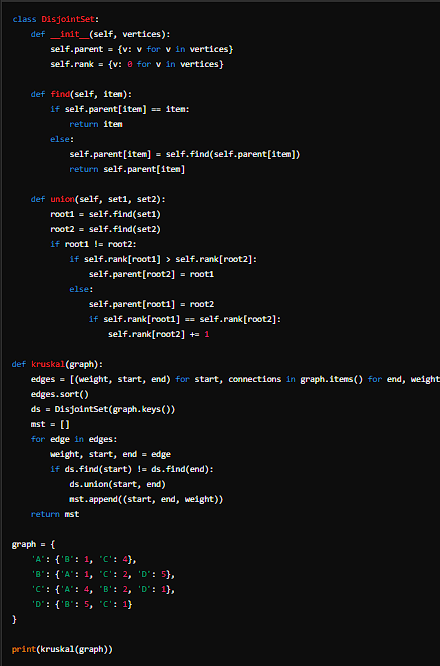 class DisjointSet:
    def __init__(self, vertices):
        self.parent = {v: v for v in vertices}
        self.rank = {v: 0 for v in vertices}

    def find(self, item):
        if self.parent[item] == item:
            return item
        else:
            self.parent[item] = self.find(self.parent[item])
            return self.parent[item]

    def union(self, set1, set2):
        root1 = self.find(set1)
        root2 = self.find(set2)
        if root1 != root2:
            if self.rank[root1] > self.rank[root2]:
                self.parent[root2] = root1
            else:
                self.parent[root1] = root2
                if self.rank[root1] == self.rank[root2]:
                    self.rank[root2] += 1

def kruskal(graph):
    edges = [(weight, start, end) for start, connections in graph.items() for end, weight
    edges.sort()
    ds = DisjointSet(graph.keys())
    mst = []
    for edge in edges:
        weight, start, end = edge
        if ds.find(start) != ds.find(end):
            ds.union(start, end)
            mst.append((start, end, weight))
    return mst

graph = {
    'A': {'B': 1, 'C': 4},
    'B': {'A': 1, 'C': 2, 'D': 5},
    'C': {'A': 4, 'B': 2, 'D': 1},
    'D': {'B': 5, 'C': 1}
}

print(kruskal(graph))